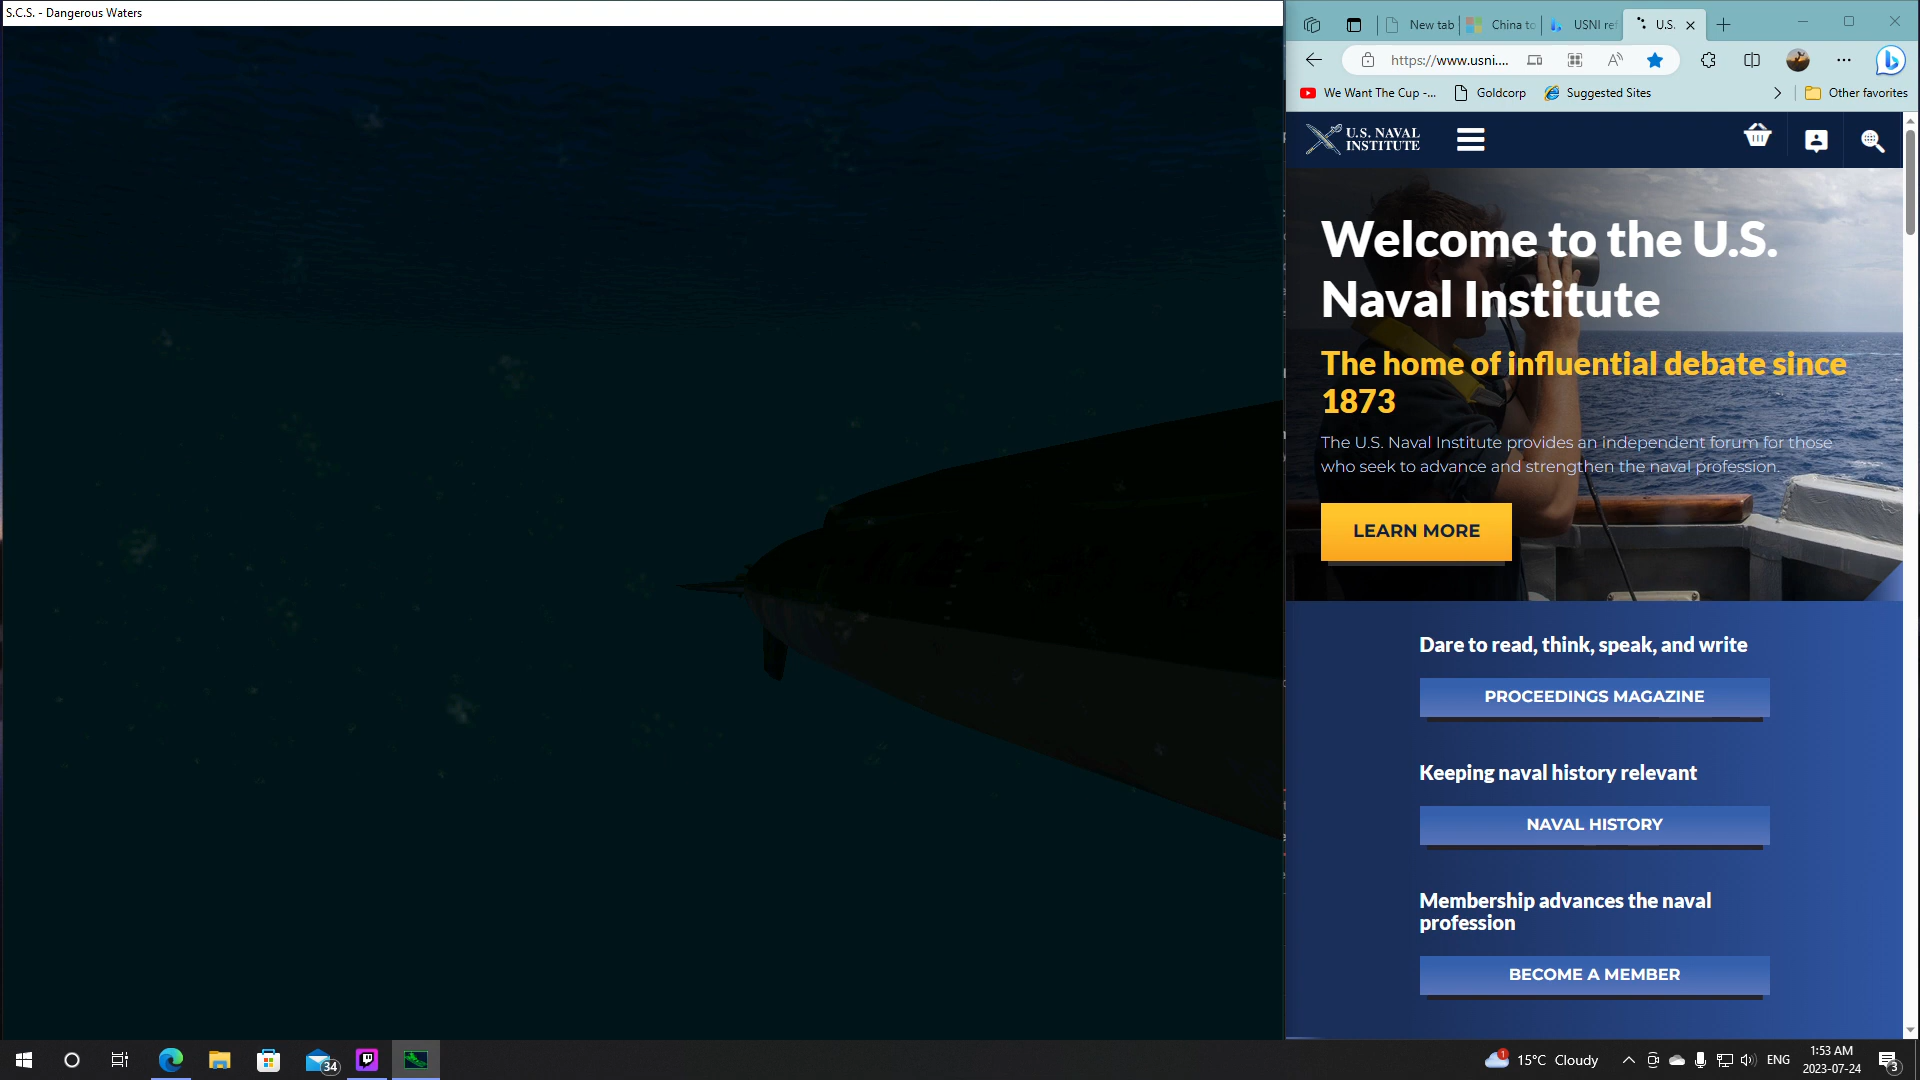 S.C.S. - Dangerous Waters
New tab
China to
USNI ref
U.S.
https://www.usni....
We Want The Cup -...
Goldcorp
Suggested Sites
Other favorites
U.S. NAVAL
INSTITUTE
Welcome to the U.S.
Naval Institute
The home of influential debate since
1873
The U.S. Naval Institute provides an independent forum for those
who seek to advance and strengthen the naval profession.
LEARN MORE
Dare to read, think, speak, and write
PROCEEDINGS MAGAZINE
Keeping naval history relevant
NAVAL HISTORY
Membership advances the naval
profession
BECOME A MEMBER
34
1
15°C Cloudy
ENG
1:53 AM
2023-07-24
3